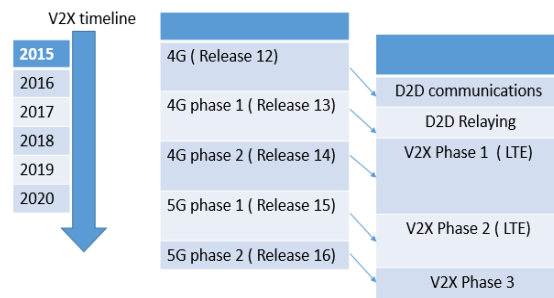 V2X timeline
2015
2016
2017
2018
2019
2020
4G ( Release 12)
4G phase 1 ( Release 13)
4G phase 2 ( Release 14)
5G phase 1 ( Release 15)
5G phase 2 ( Release 16)
D2D communications
D2D Relaying
V2X Phase 1  ( LTE)
V2X Phase 2 ( LTE)
V2X Phase 3